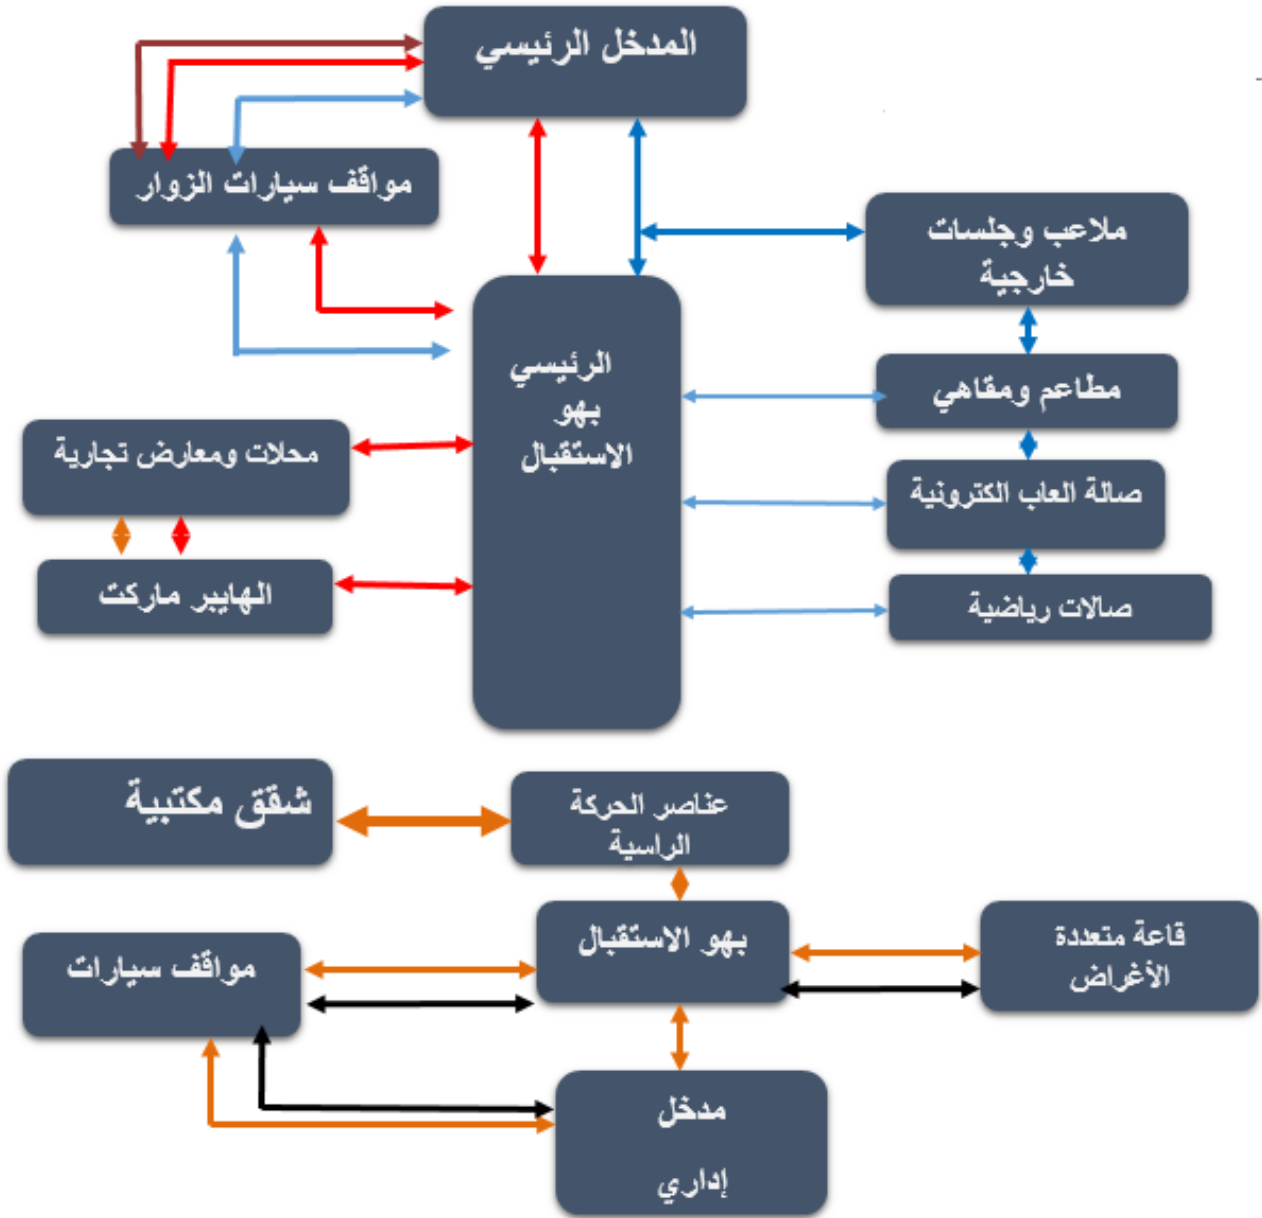 المدخل الرئيسي
مواقف سيارات الزوار
ملاعب وجلسات
خارجية
الرئيسي
بهو
الاستقبال
مطاعم ومقاهي
محلات ومعارض تجارية
صالة العاب الكترونية
الهايبر ماركت
صالات رياضية
شقق مكتبية
عناصر الحركة
الراسية
بهو الاستقبال
قاعة متعددة
الأغراض
مواقف سيارات
مدخل
إداري